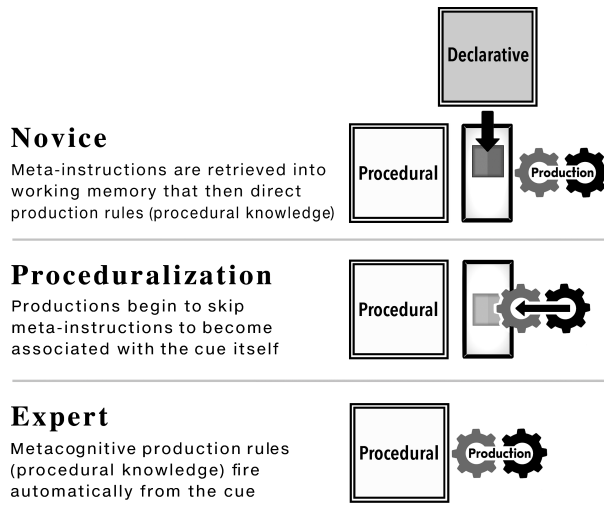 Declarative
Novice
Meta-instructions are retrieved into
working memory that then direct
production rules (procedural knowledge)
Procedural
Production
Proceduralization
Productions begin to skip
meta-instructions to become
associated with the cue itself
Procedural
Expert
Metacognitive production rules
(procedural knowledge) fire
automatically from the cue
Procedural
Production